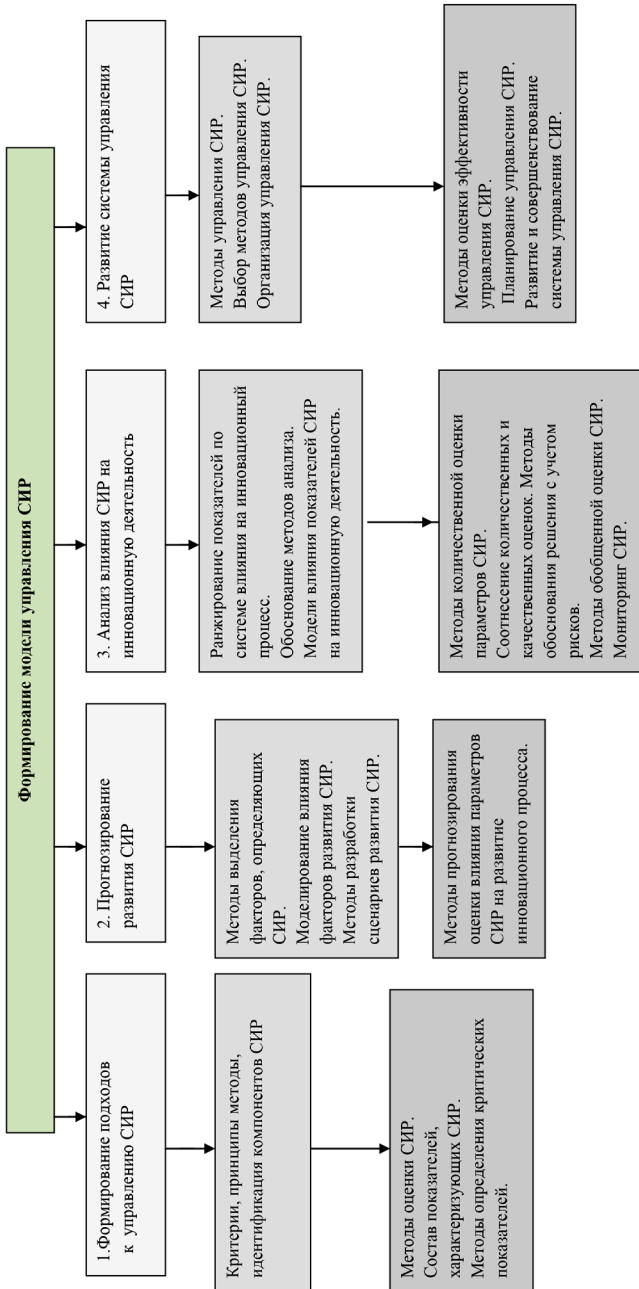 Формирование модели управления СИР
1.Формирование подходов
к управлению СИР
Критерии, принципы методы,
идентификация компонентов СИР
Методы оценки СИР.
Состав показателей,
характеризующих СИР.
Методы определения критических
показателей.
2. Прогнозирование
развития СИР
Методы выделения
факторов, определяющих
СИР.
Моделирование влияния
факторов развития СИР.
Методы разработки
сценариев развития СИР.
Методы прогнозирования
оценки влияния параметров
СИР на развитие
инновационного процесса.
3. Анализ влияния СИР на
инновационную деятельность
Ранжирование показателей по
системе влияния на инновационный
процесс.
Обоснование методов анализа.
Модели влияния показателей СИР
на инновационную деятельность.
Методы количественной оценки
параметров СИР.
Соотнесение количественных и
качественных оценок. Методы
обоснования решения с учетом
рисков.
Методы обобщенной оценки СИР.
Мониторинг СИР.
4. Развитие системы управления
СИР
Методы управления СИР.
Выбор методов управления СИР.
Организация управления СИР.
Методы оценки эффективности
управления СИР.
Планирование управления СИР.
Развитие и совершенствование
системы управления СИР.